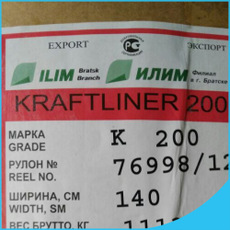 EXPORT ЭКСПОРТ
ILIM Bratsk Branch ИЛИМ Филиал в г. Братске
KRAFTLINER 200
МАРКА K 200
GRADE
РУЛОН № 76998/12
REEL NO.
ШИРИНА, СМ 140
WIDTH, SM
ВЕС БРУТТО, КГ